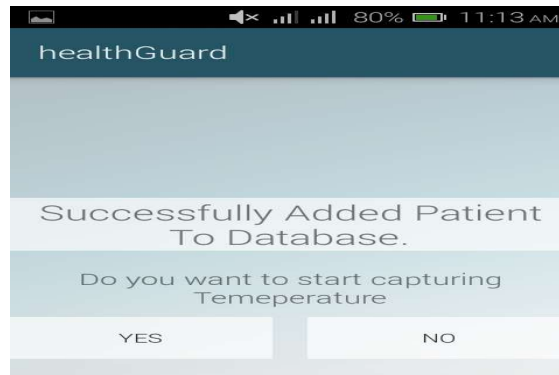 80% 11:13 AM
healthGuard
Successfully Added Patient
To Database.
Do you want to start capturing
Temeperature
YES NO